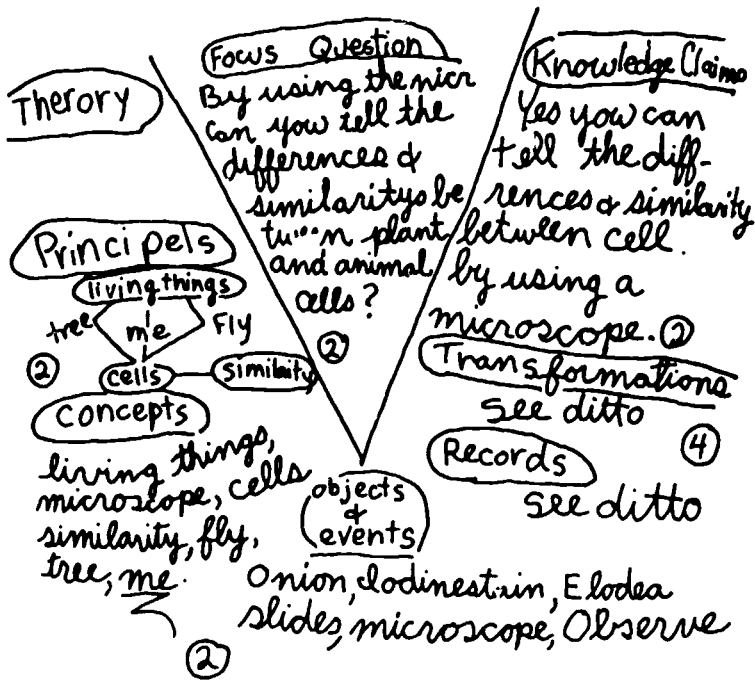 Therory
Principels
living things
tree me Fly
② cells similarity
Concepts
living things,
microscope, cells
similarity, fly,
tree, me.
②
Focus Question
By using the micr
can you tell the
differences &
similaritys be
tween plant
and animal
cells?
②
objects
&
events
Onion, Iodine stain, Elodea
slides, microscope, Observe
Knowledge Claims
Yes you can
tell the diff-
rences & similarity
between cell.
by using a
microscope. ②
Transformations
see ditto
④
Records
see ditto